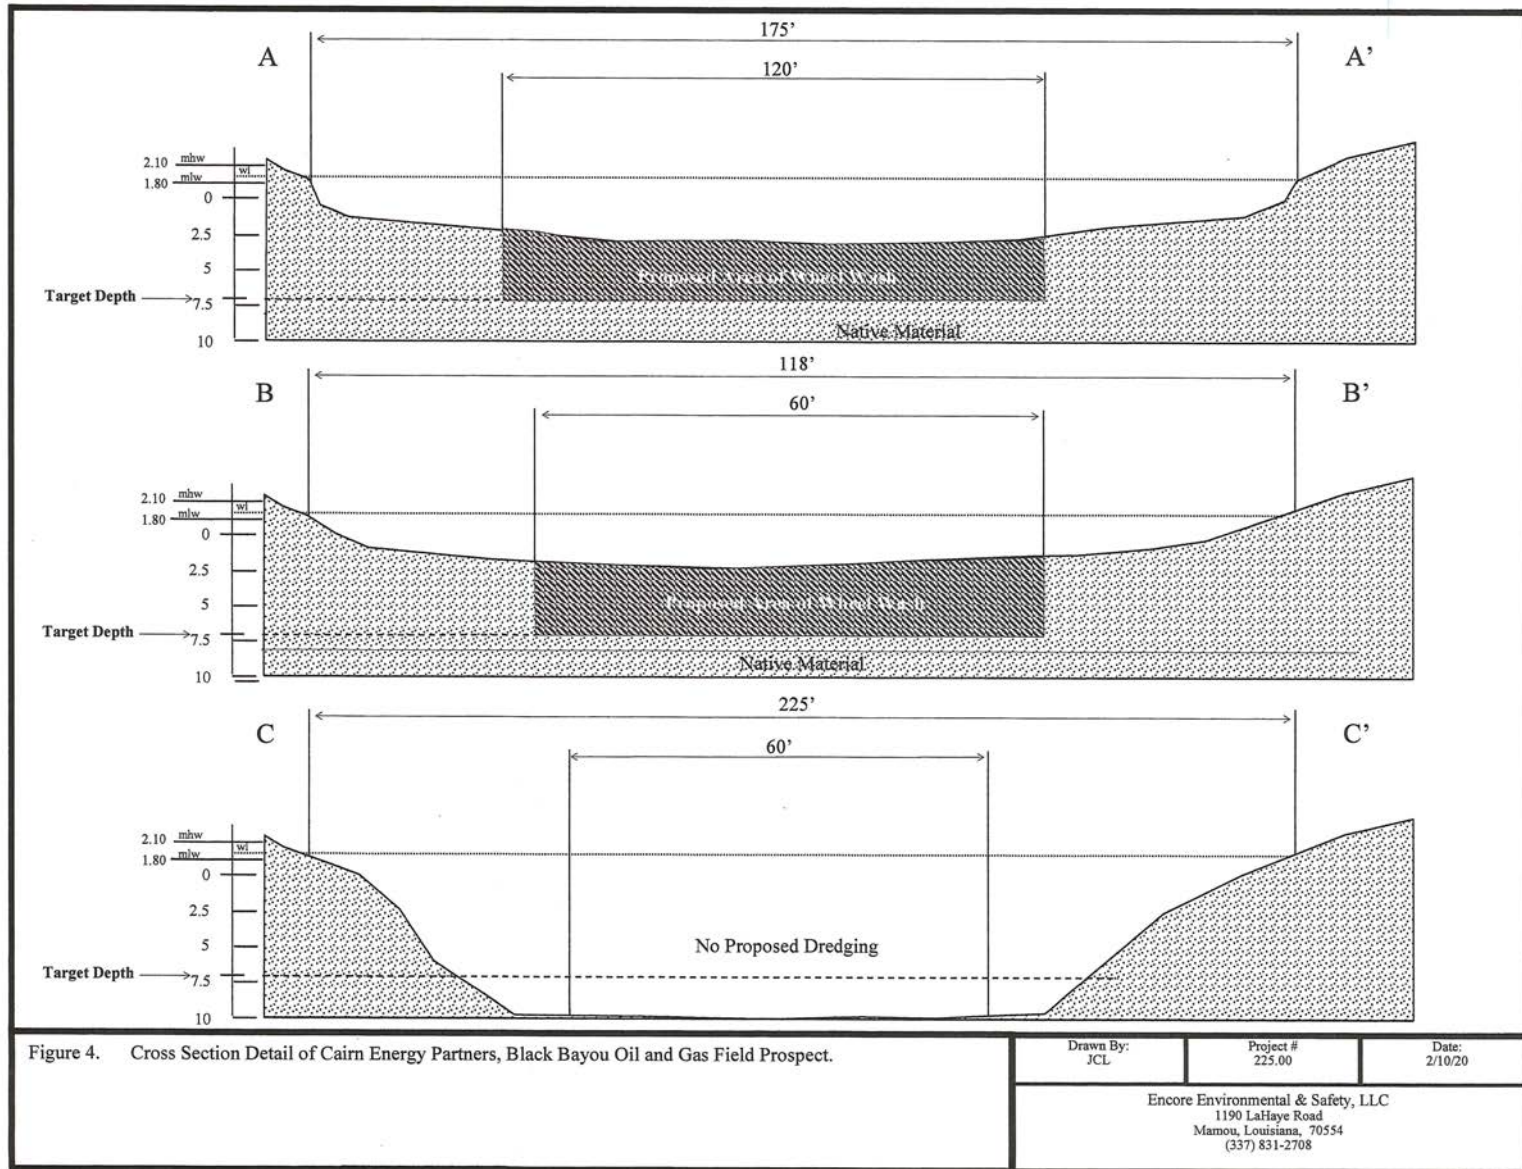 175'
A
A'
120'
2.10 mhw
wl
1.80 mlw
0
2.5
5
Proposed Area of Wheel Wash
Target Depth
7.5
Native Material
10
118'
B
B'
60'
2.10 mhw
wl
1.80 mlw
0
2.5
5
Proposed Area of Wheel Wash
Target Depth
7.5
Native Material
10
225'
C
C'
60'
2.10 mhw
wl
1.80 mlw
0
2.5
5
No Proposed Dredging
Target Depth
7.5
10
Figure 4. Cross Section Detail of Cairn Energy Partners, Black Bayou Oil and Gas Field Prospect.
Drawn By:
JCL
Project #
225.00
Date:
2/10/20
Encore Environmental & Safety, LLC
1190 LaHaye Road
Mamou, Louisiana, 70554
(337) 831-2708